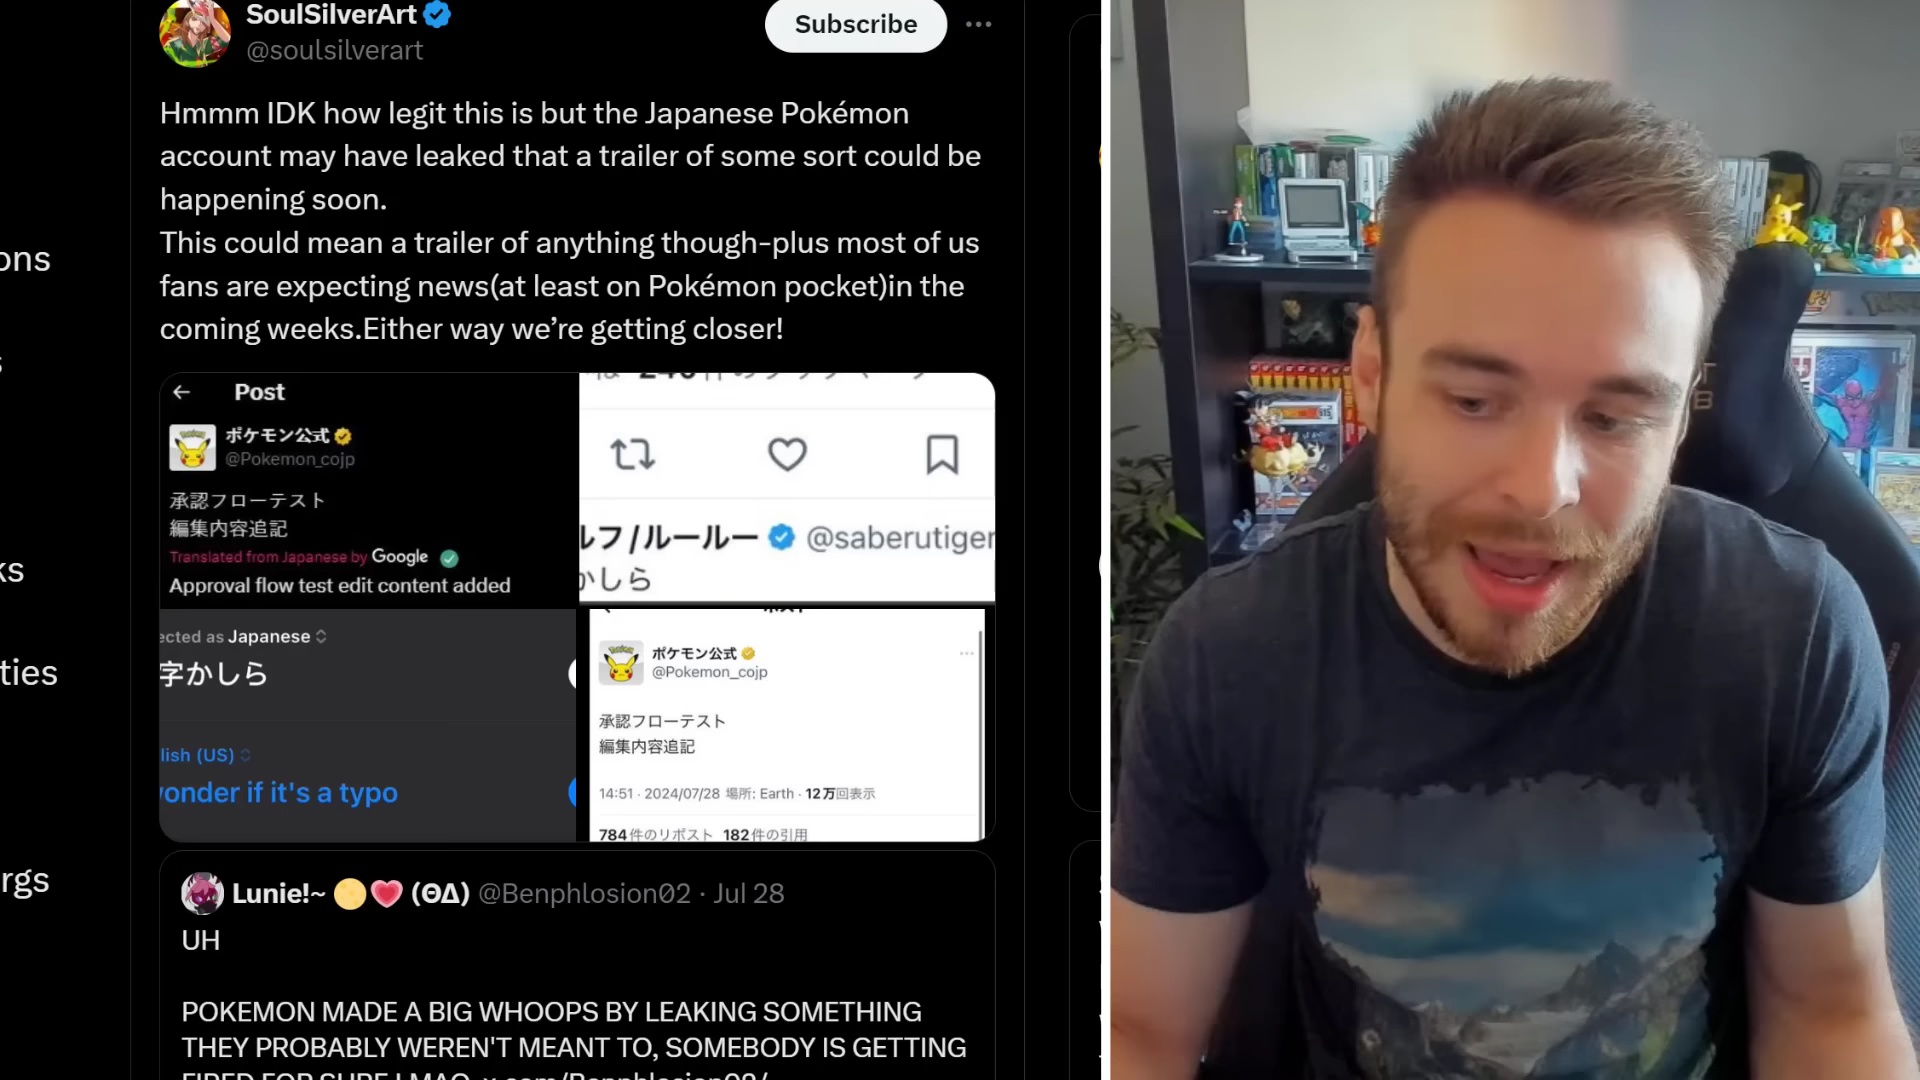 SoulSilverArt
@soulsilverart
Subscribe
Hmmm IDK how legit this is but the Japanese Pokémon
account may have leaked that a trailer of some sort could be
happening soon.
This could mean a trailer of anything though-plus most of us
fans are expecting news(at least on Pokémon pocket)in the
coming weeks.Either way we’re getting closer!
ons
ks
ties
rgs
Post
ポケモン公式
@Pokemon_cojp
承認フローテスト
編集内容追記
Translated from Japanese by Google
Approval flow test edit content added
ルフ/ルールー @saberutiger
かしら
ected as Japanese
字かしら
lish (US)
wonder if it's a typo
ポケモン公式
@Pokemon_cojp
承認フローテスト
編集内容追記
14:51 · 2024/07/28 場所: Earth · 12万回表示
784件のリポスト 182件の引用
Lunie!~ (ΘΔ) @Benphlosion02 · Jul 28
UH
POKEMON MADE A BIG WHOOPS BY LEAKING SOMETHING
THEY PROBABLY WEREN'T MEANT TO, SOMEBODY IS GETTING
FIRED FOR SURE LMAO x.com/Benphlosion02/